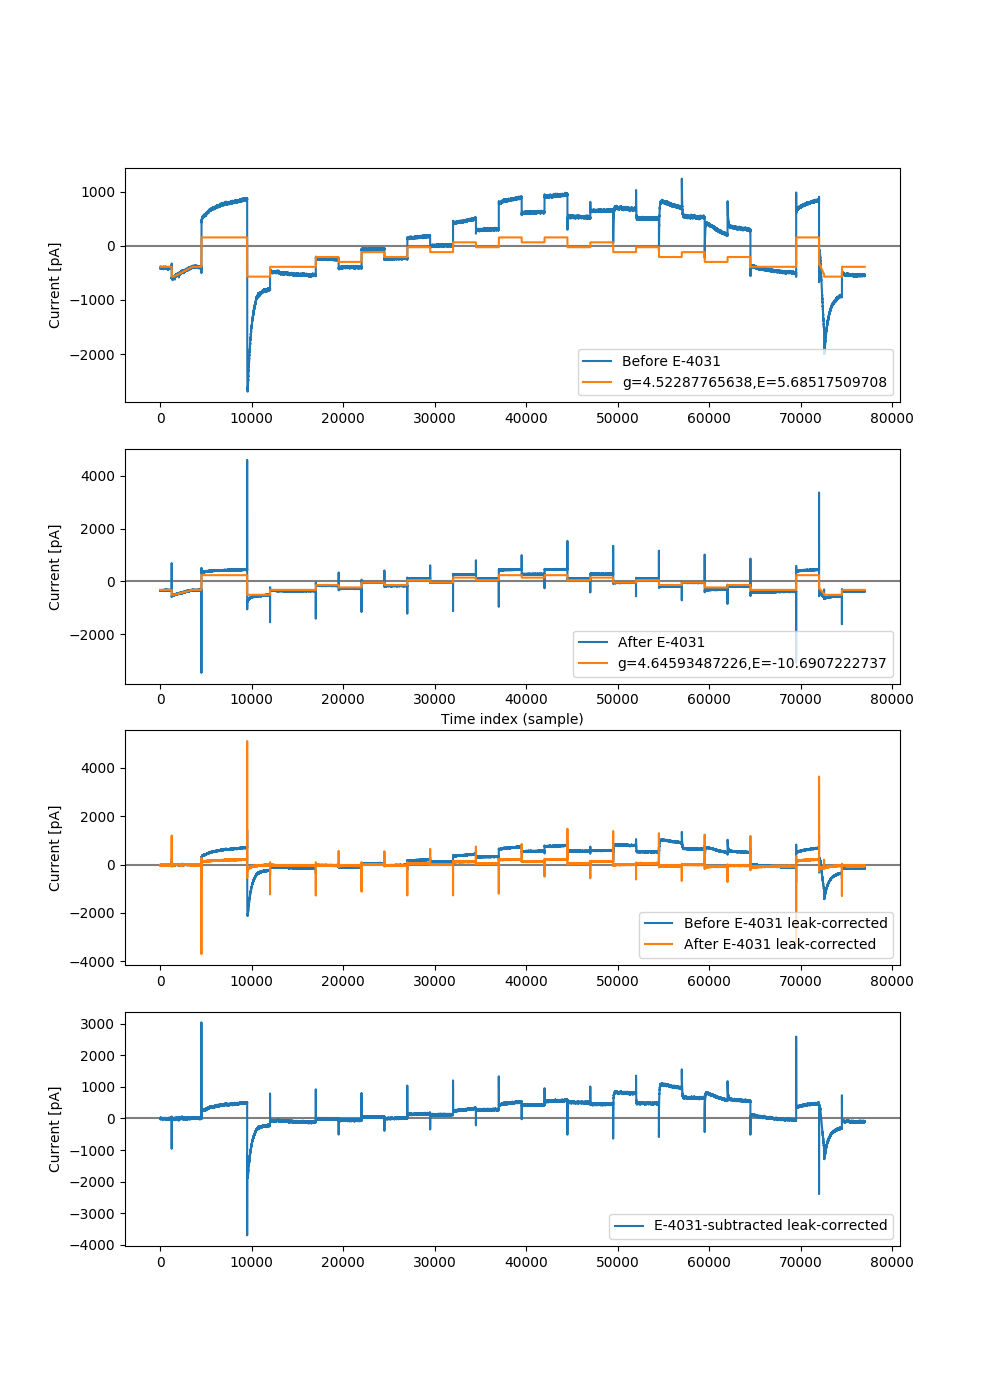 1000
0
−1000
−2000
Current [pA]
Before E-4031
g=4.52287765638,E=5.68517509708
0 10000 20000 30000 40000 50000 60000 70000 80000
4000
2000
0
−2000
Current [pA]
After E-4031
g=4.64593487226,E=-10.6907222737
0 10000 20000 30000 40000 50000 60000 70000 80000
Time index (sample)
4000
2000
0
−2000
−4000
Current [pA]
Before E-4031 leak-corrected
After E-4031 leak-corrected
0 10000 20000 30000 40000 50000 60000 70000 80000
3000
2000
1000
0
−1000
−2000
−3000
−4000
Current [pA]
E-4031-subtracted leak-corrected
0 10000 20000 30000 40000 50000 60000 70000 80000